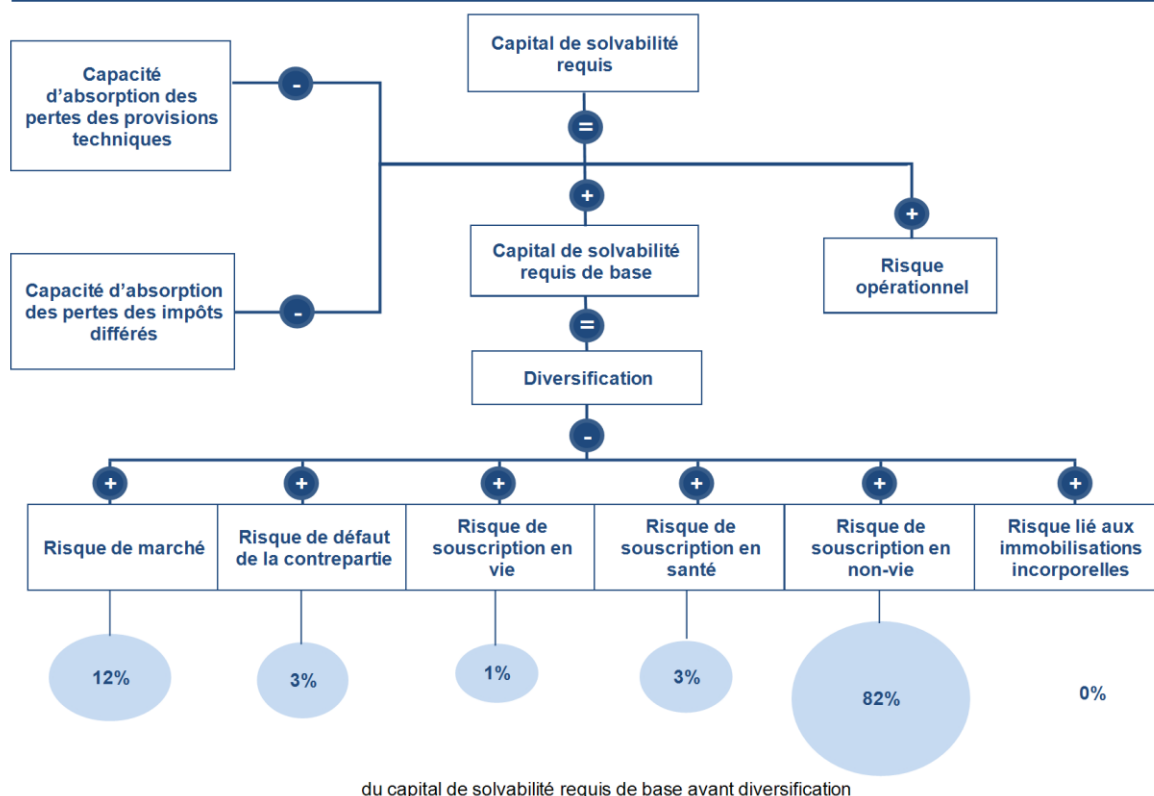 Capital de solvabilité
requis
Capacité
d'absorption des
pertes des provisions
techniques
-
=
+
+
Capital de solvabilité
requis de base
Risque
opérationnel
Capacité d'absorption
des pertes des impôts
différés
-
=
Diversification
-
+
+
+
+
+
+
Risque de marché
Risque de défaut
de la contrepartie
Risque de
souscription en
vie
Risque de
souscription en
santé
Risque de
souscription en
non-vie
Risque lié aux
immobilisations
incorporelles
12%
3%
1%
3%
82%
0%
du capital de solvabilité requis de base avant diversification